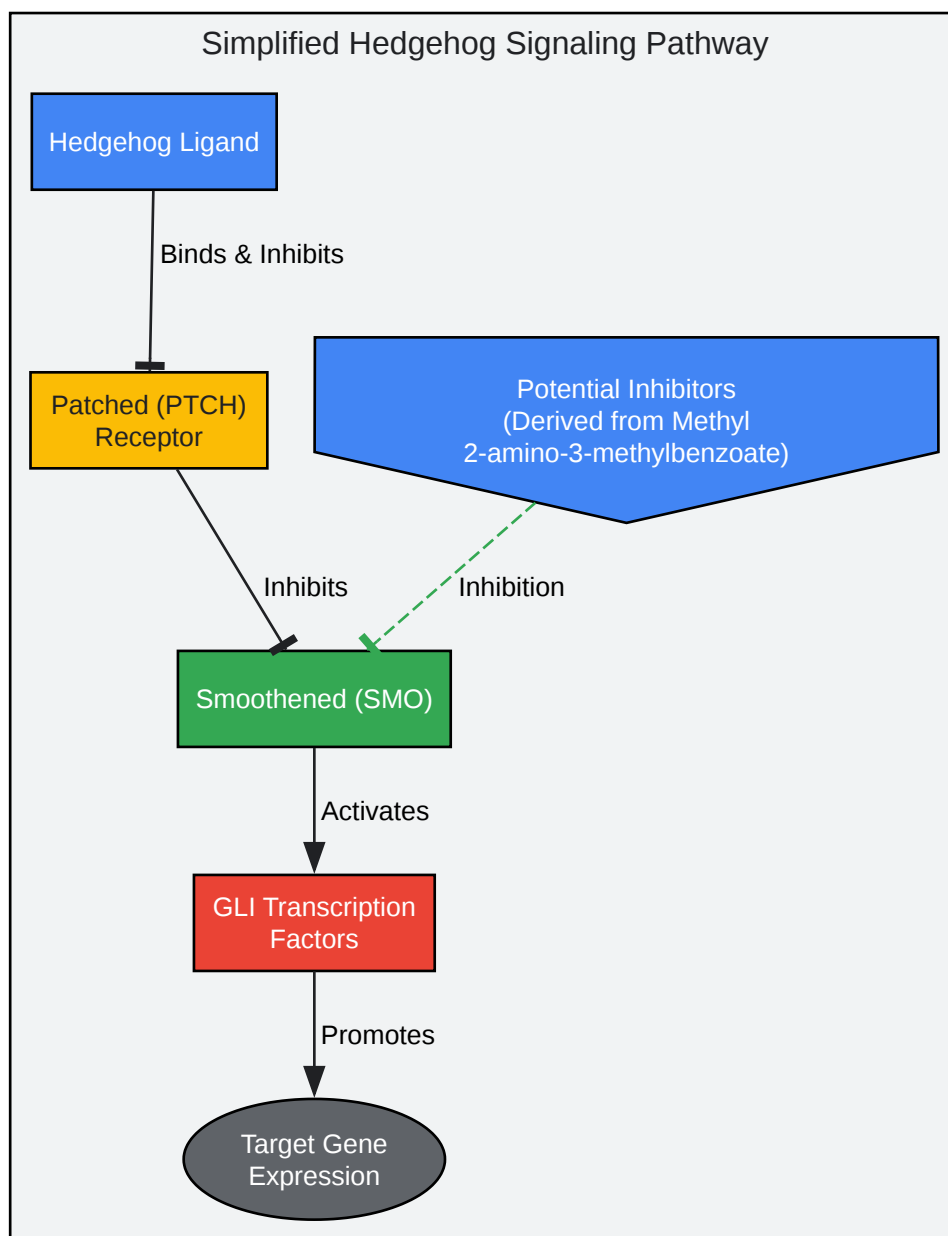 Simplified Hedgehog Signaling Pathway
Hedgehog Ligand
Binds & Inhibits
Patched (PTCH)
Receptor
Potential Inhibitors
(Derived from Methyl
2-amino-3-methylbenzoate)
Inhibits
Inhibition
Smoothened (SMO)
Activates
GLI Transcription
Factors
Promotes
Target Gene
Expression